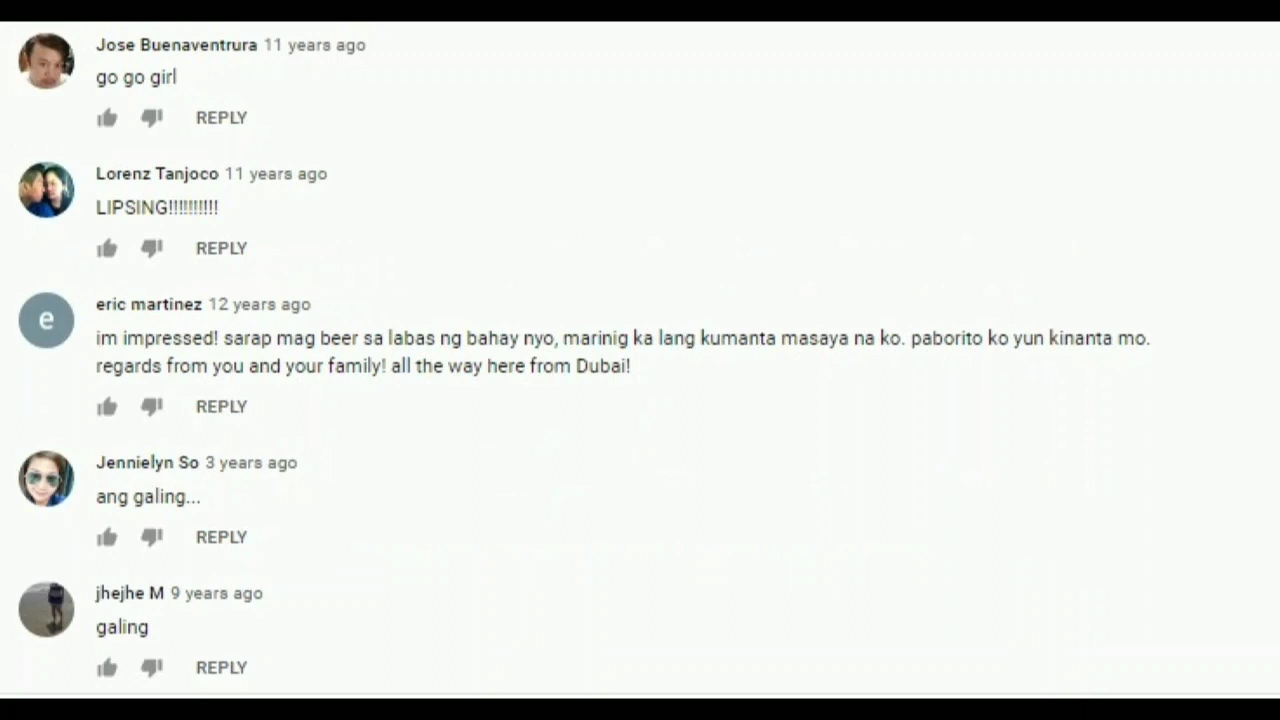 Jose Buenaventrura 11 years ago
go go girl
REPLY
Lorenz Tanjoco 11 years ago
LIPSING!!!!!!!!!!
REPLY
e
eric martinez 12 years ago
im impressed! sarap mag beer sa labas ng bahay nyo, marinig ka lang kumanta masaya na ko. paborito ko yun kinanta mo.
regards from you and your family! all the way here from Dubai!
REPLY
Jennielyn So 3 years ago
ang galing...
REPLY
jhejhe M 9 years ago
galing
REPLY